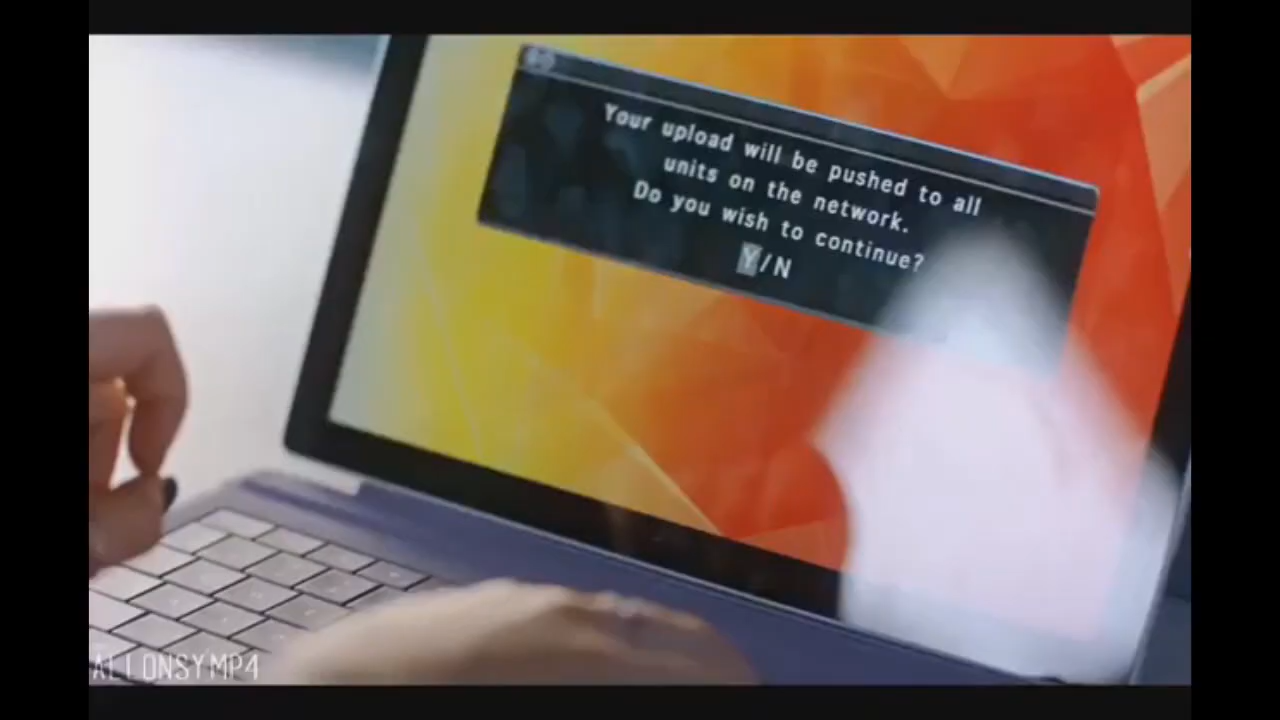 Your upload will be pushed to all
units on the network.
Do you wish to continue?
Y/N
ALLONSYMP4